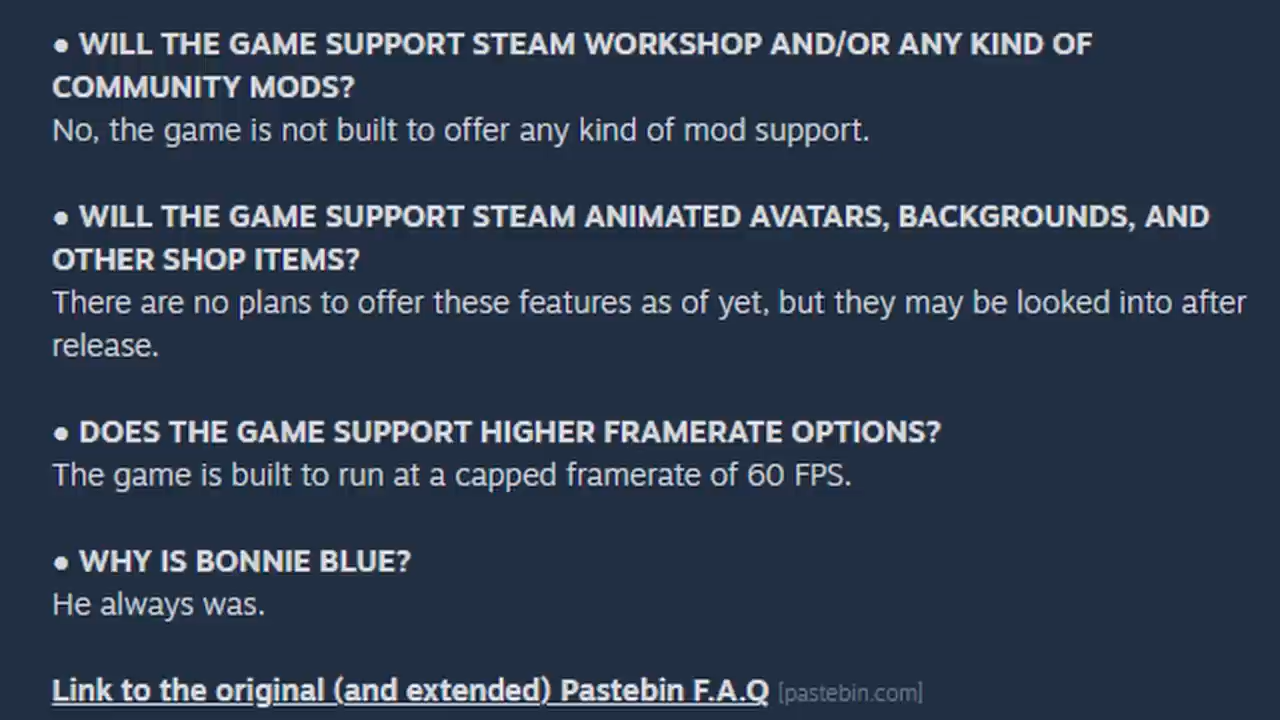 ● WILL THE GAME SUPPORT STEAM WORKSHOP AND/OR ANY KIND OF
COMMUNITY MODS?
No, the game is not built to offer any kind of mod support.
● WILL THE GAME SUPPORT STEAM ANIMATED AVATARS, BACKGROUNDS, AND
OTHER SHOP ITEMS?
There are no plans to offer these features as of yet, but they may be looked into after
release.
● DOES THE GAME SUPPORT HIGHER FRAMERATE OPTIONS?
The game is built to run at a capped framerate of 60 FPS.
● WHY IS BONNIE BLUE?
He always was.
Link to the original (and extended) Pastebin F.A.Q [pastebin.com]